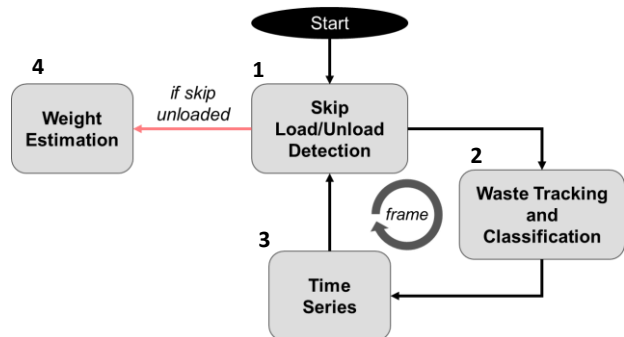 Start
4
Weight
Estimation
if skip
unloaded
1
Skip
Load/Unload
Detection
2
Waste Tracking
and
Classification
frame
3
Time
Series